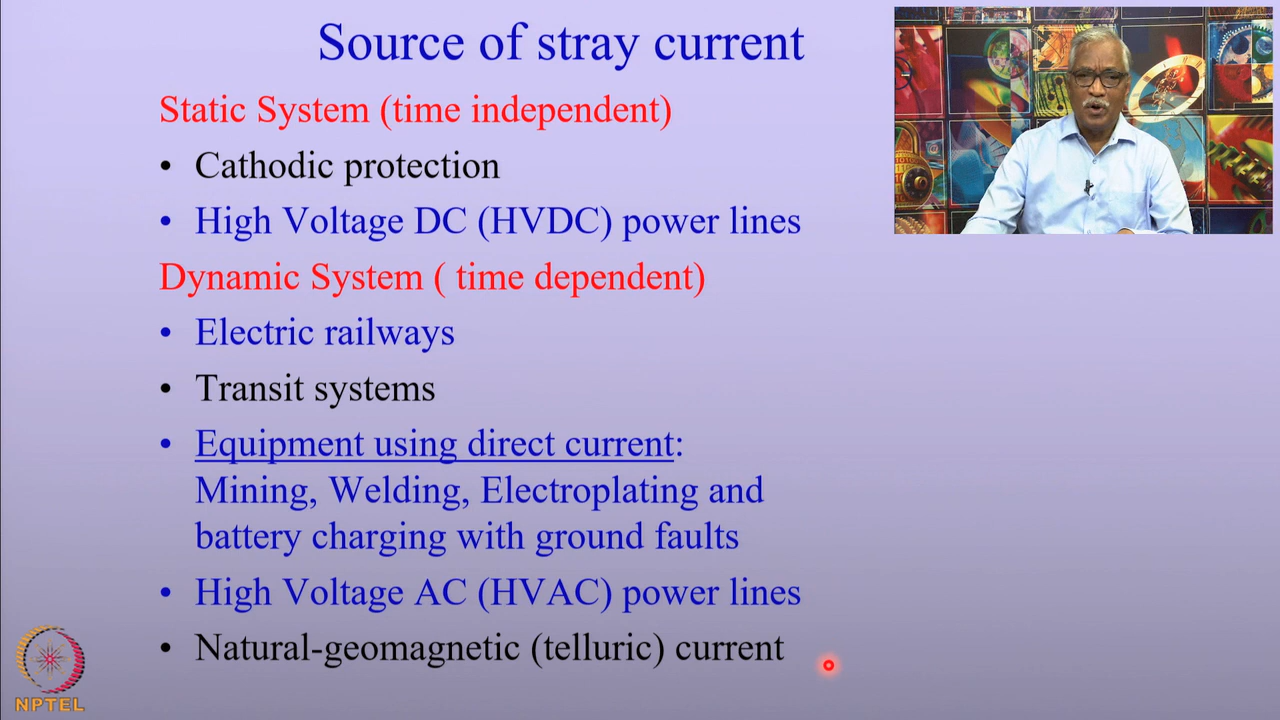 Source of stray current
Static System (time independent)
• Cathodic protection
• High Voltage DC (HVDC) power lines
Dynamic System ( time dependent)
• Electric railways
• Transit systems
• Equipment using direct current:
Mining, Welding, Electroplating and
battery charging with ground faults
• High Voltage AC (HVAC) power lines
• Natural-geomagnetic (telluric) current
NPTEL